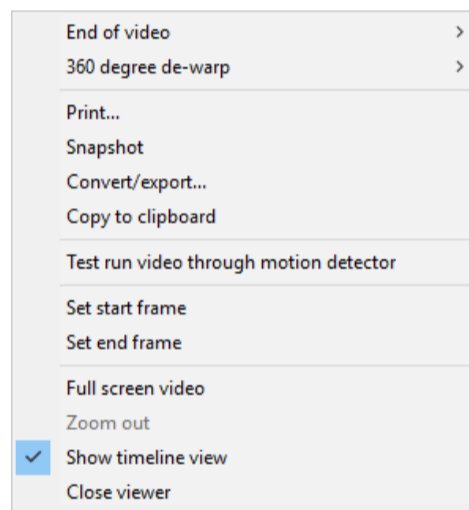 End of video
360 degree de-warp
Print...
Snapshot
Convert/export...
Copy to clipboard
Test run video through motion detector
Set start frame
Set end frame
Full screen video
Zoom out
Show timeline view
Close viewer